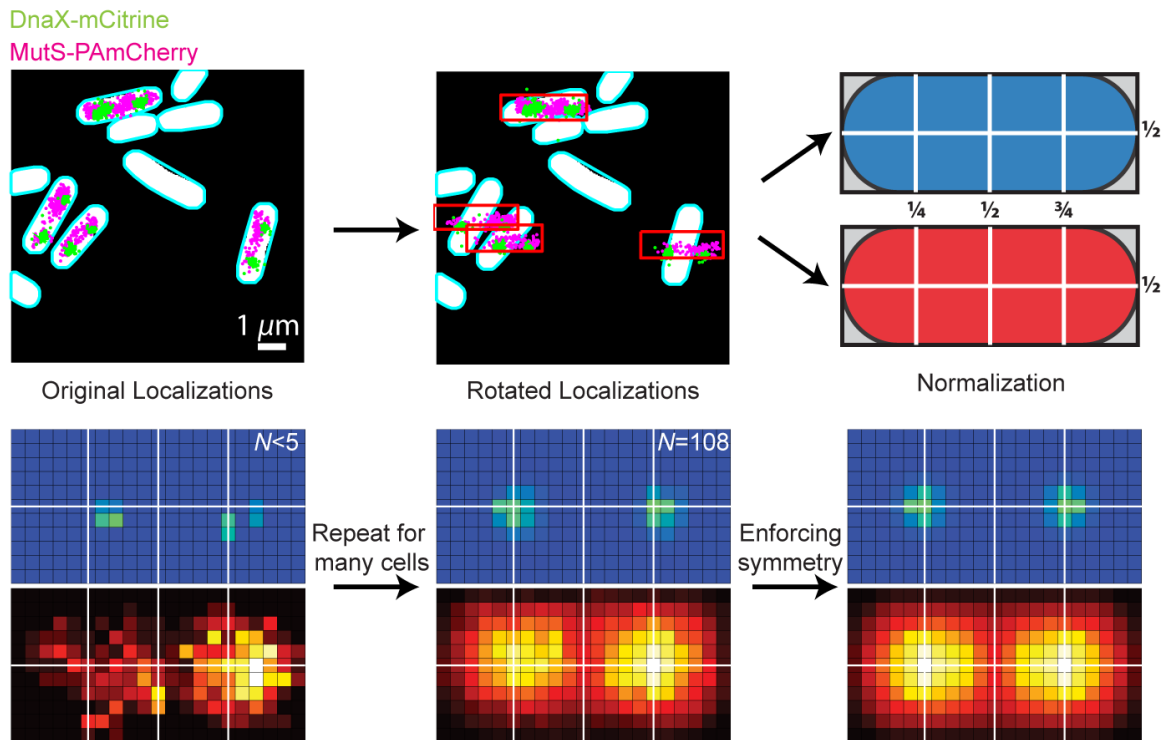 DnaX-mCitrine
MutS-PAmCherry
1 μm
½
¼ ½ ¾
½
Original Localizations
Rotated Localizations
Normalization
N<5
N=108
Repeat for
many cells
Enforcing
symmetry